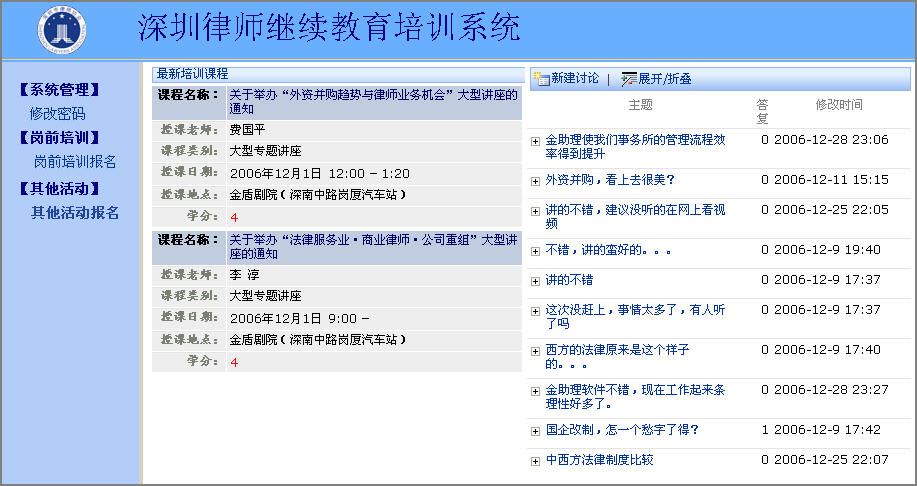 深圳律师继续教育培训系统
【系统管理】
修改密码
【岗前培训】
岗前培训报名
【其他活动】
其他活动报名
最新培训课程
课程名称： 关于举办“外资并购趋势与律师业务机会”大型讲座的
通知
授课老师： 费国平
课程类别： 大型专题讲座
授课日期： 2006年12月1日 12:00 – 1:20
授课地点： 金盾剧院（深南中路岗厦汽车站）
学分： 4
课程名称： 关于举办“法律服务业·商业律师·公司重组”大型讲
座的通知
授课老师： 李 淳
课程类别： 大型专题讲座
授课日期： 2006年12月1日 9:00 –
授课地点： 金盾剧院（深南中路岗厦汽车站）
学分： 4
新建讨论 | 展开/折叠
主题 答复 修改时间
金助理使我们事务所的管理流程效 0 2006-12-28 23:06
率得到提升
外资并购，看上去很美？ 0 2006-12-11 15:15
讲的不错，建议没听的在网上看视 0 2006-12-25 22:05
频
不错，讲的蛮好的。。。 0 2006-12-9 19:40
讲的不错 0 2006-12-9 17:37
这次没赶上，事情太多了，有人听 0 2006-12-9 17:37
了吗
西方的法律原来是这个样子 0 2006-12-9 17:40
的。。。
金助理软件不错，现在工作起来条 0 2006-12-28 23:27
理性好多了。
国企改制，怎一个愁字了得？ 1 2006-12-9 17:42
中西方法律制度比较 0 2006-12-25 22:07